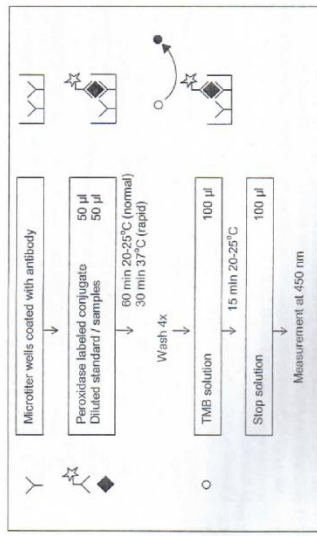 Microtiter wells coated with antibody
Peroxidase labeled conjugate 50 µl
Diluted standard / samples 50 µl
60 min 20-25°C (normal)
30 min 37°C (rapid)
Wash 4x
TMB solution 100 µl
15 min 20-25°C
Stop solution 100 µl
Measurement at 450 nm